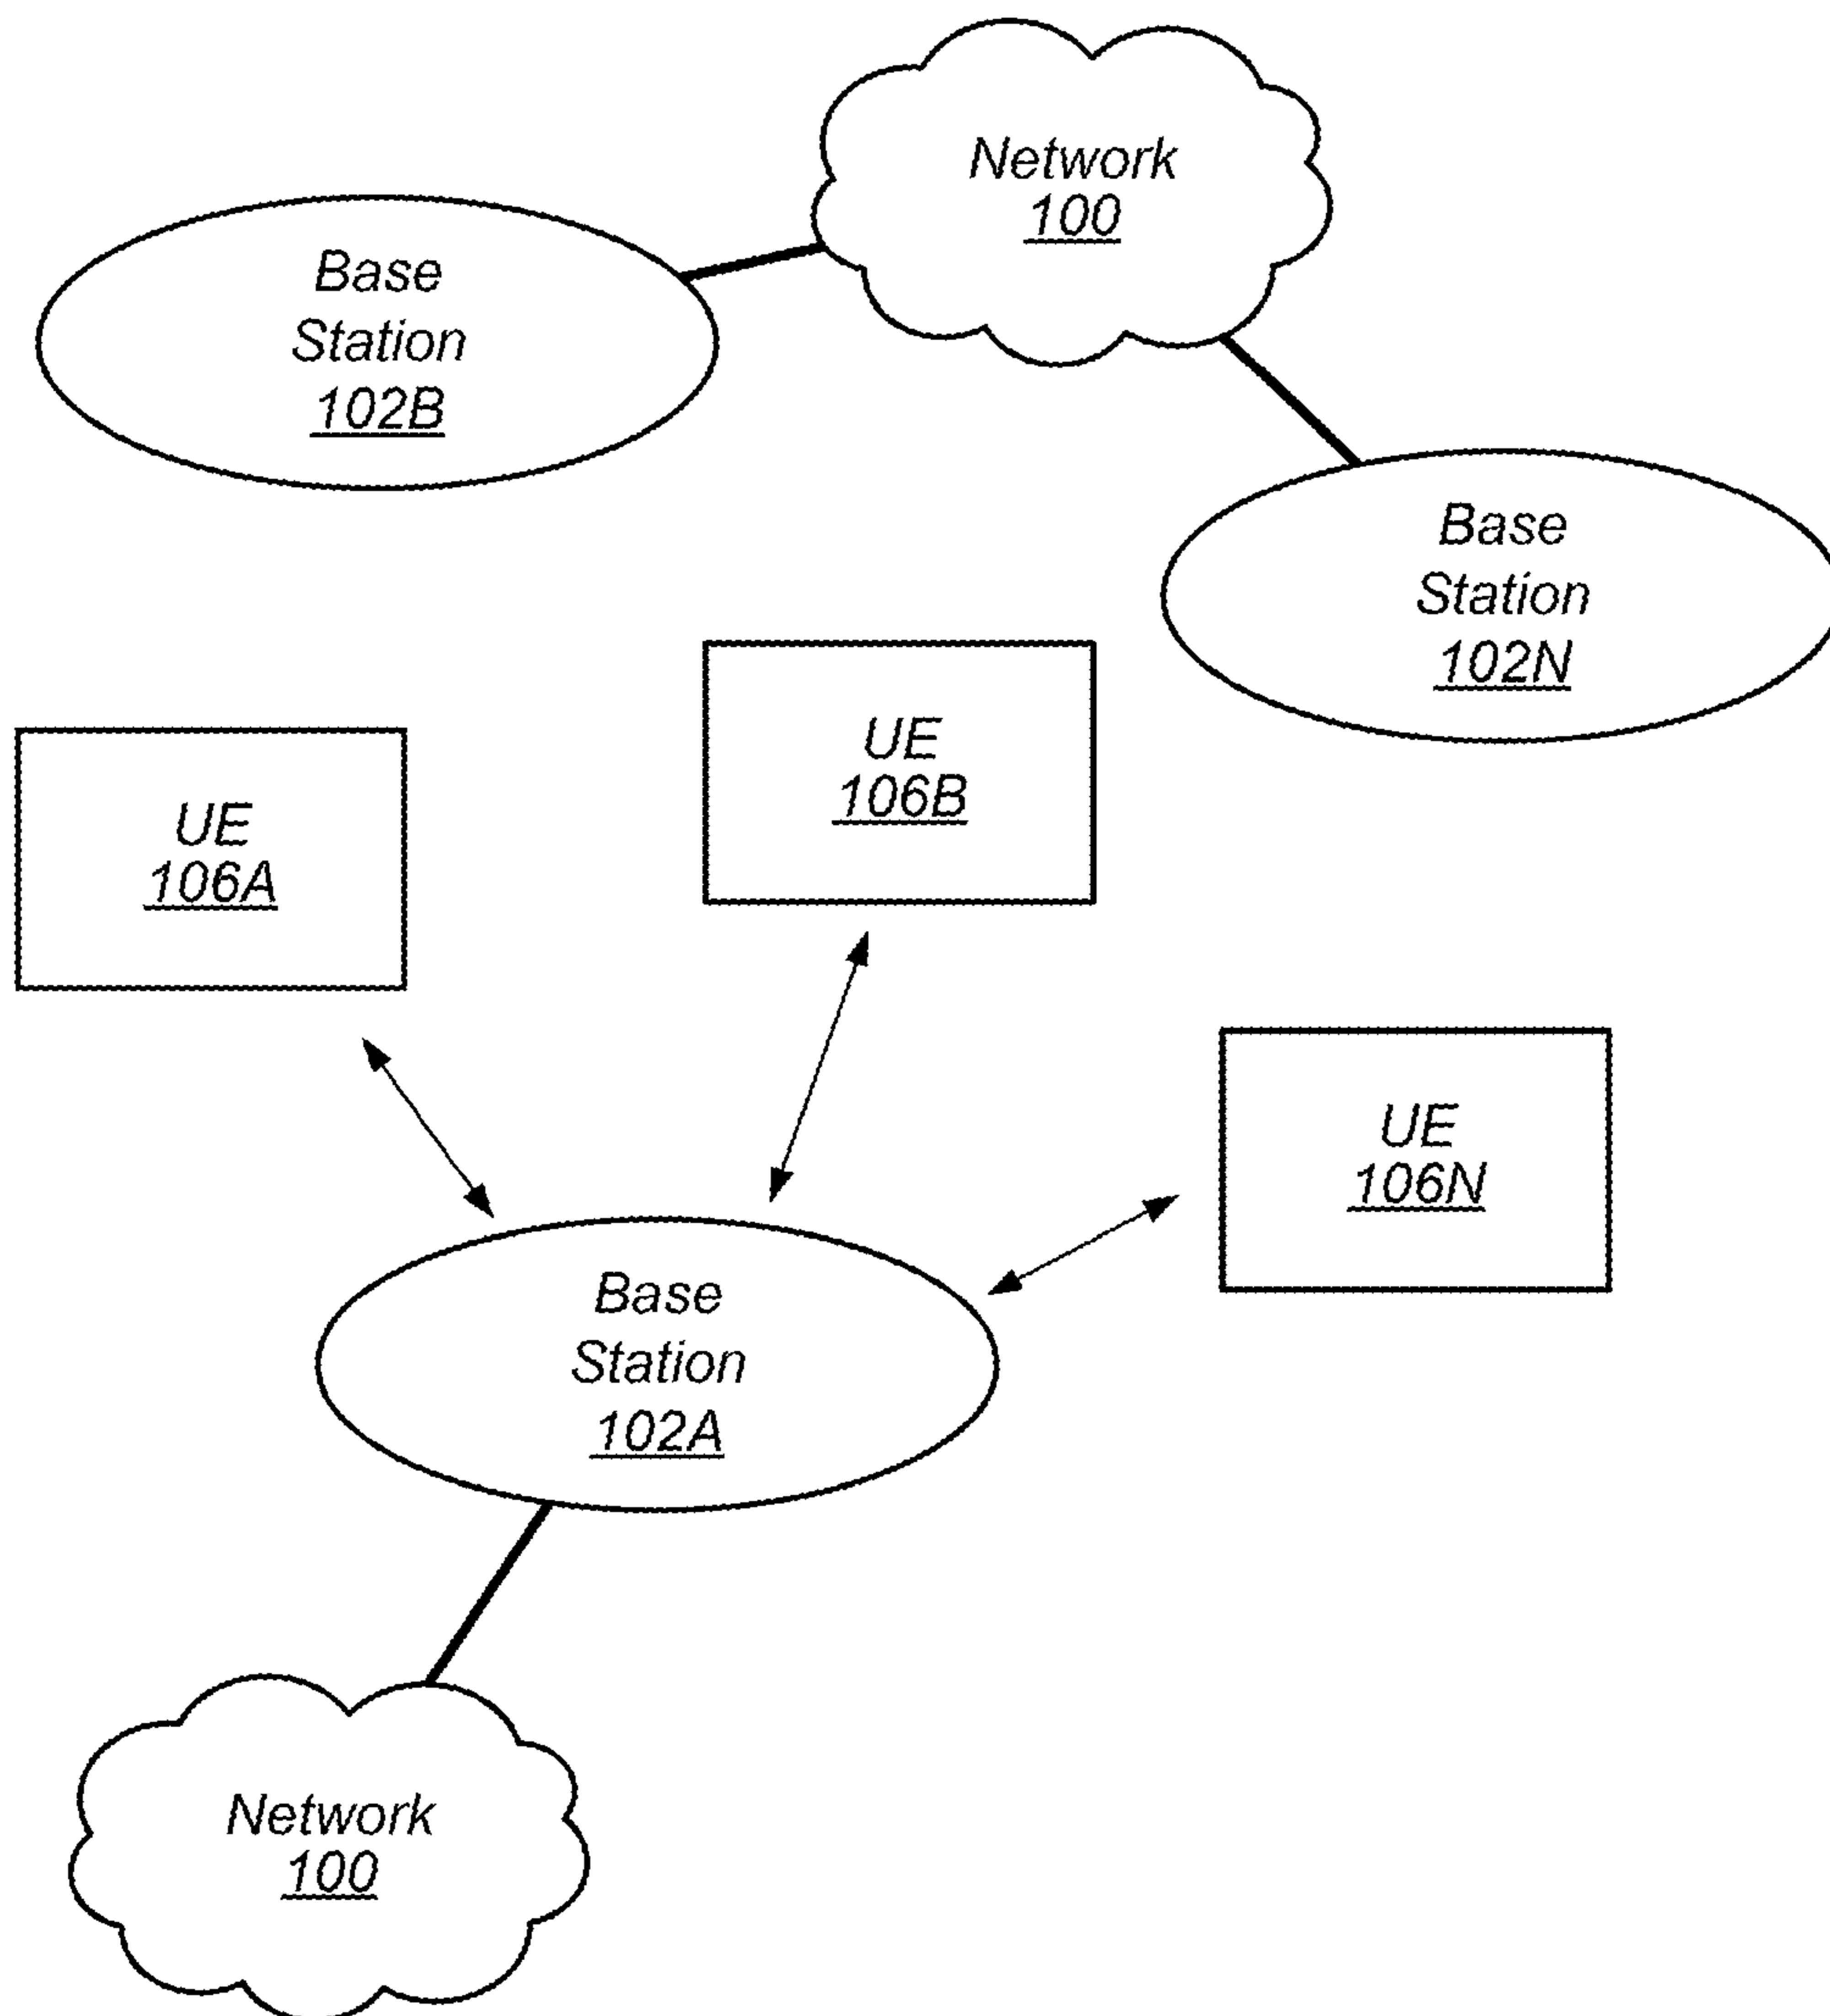 Network
100
Base
Station
102B
Base
Station
102N
UE
106B
UE
106A
UE
106N
Base
Station
102A
Network
100